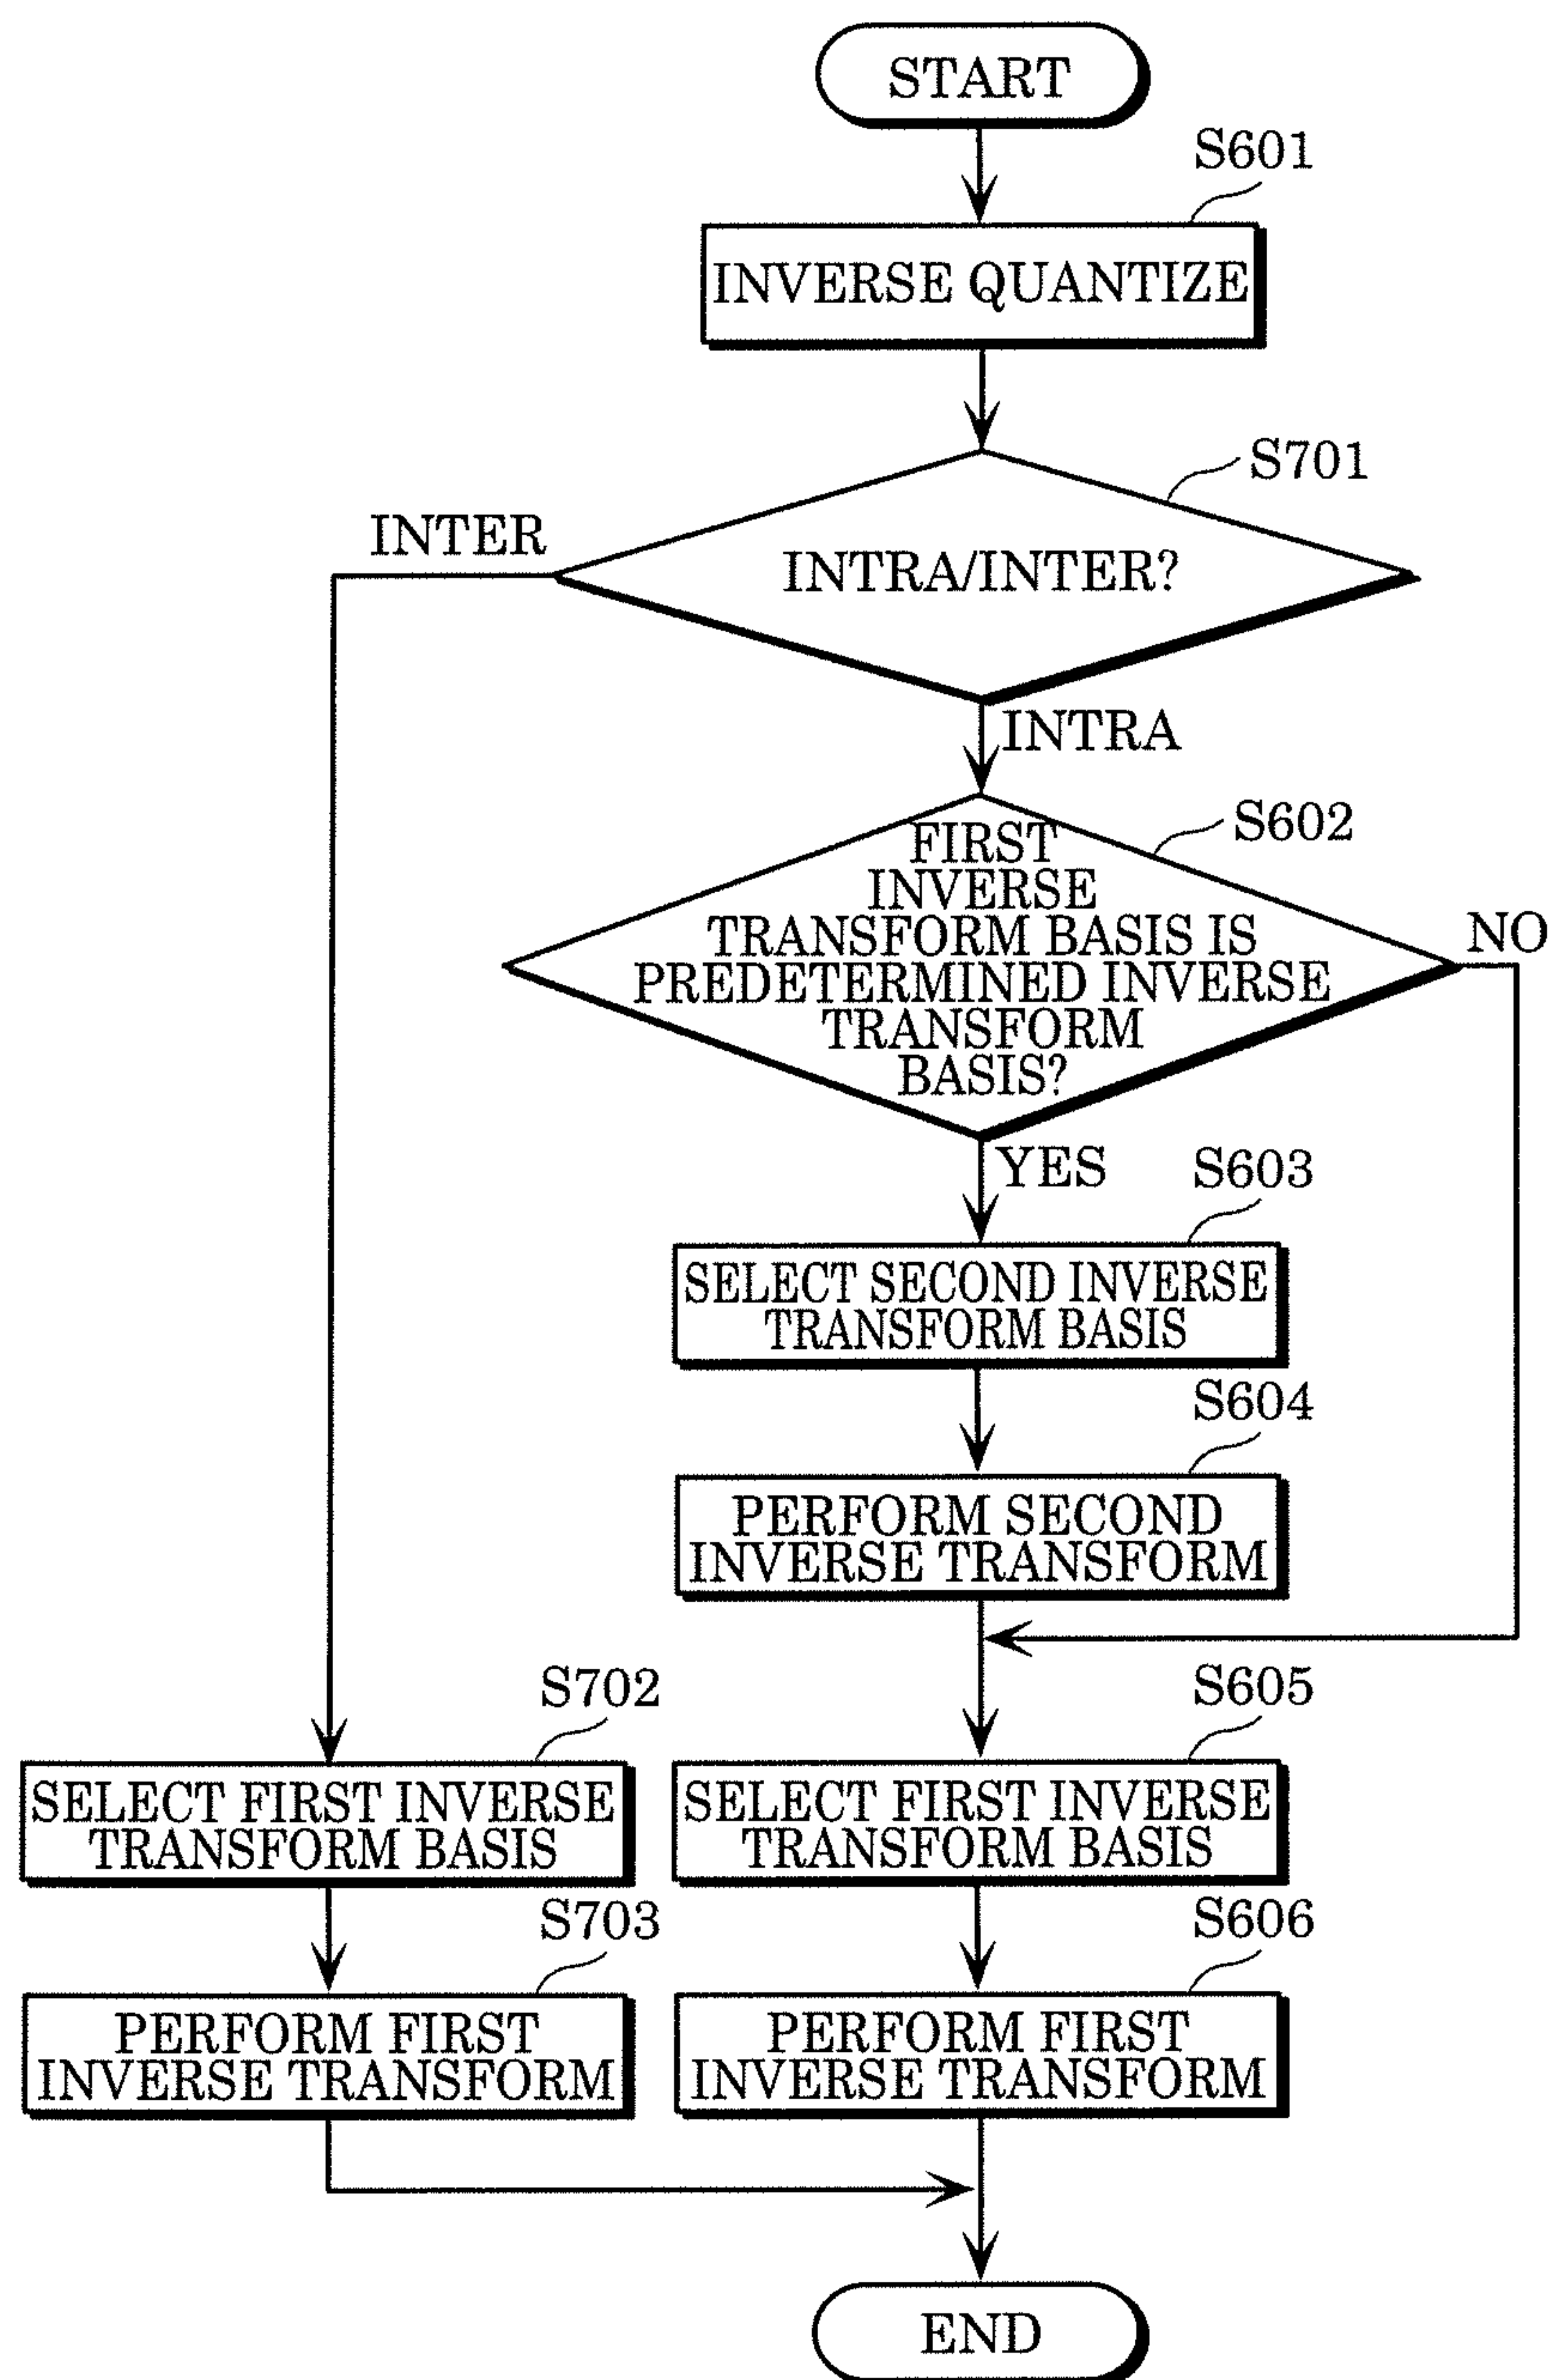 START
S601
INVERSE QUANTIZE
S701
INTER
INTRA/INTER?
INTRA
S602
FIRST
INVERSE
TRANSFORM BASIS IS
PREDETERMINED INVERSE
TRANSFORM
BASIS?
NO
YES
S603
SELECT SECOND INVERSE
TRANSFORM BASIS
S604
PERFORM SECOND
INVERSE TRANSFORM
S702
SELECT FIRST INVERSE
TRANSFORM BASIS
S605
SELECT FIRST INVERSE
TRANSFORM BASIS
S703
PERFORM FIRST
INVERSE TRANSFORM
S606
PERFORM FIRST
INVERSE TRANSFORM
END